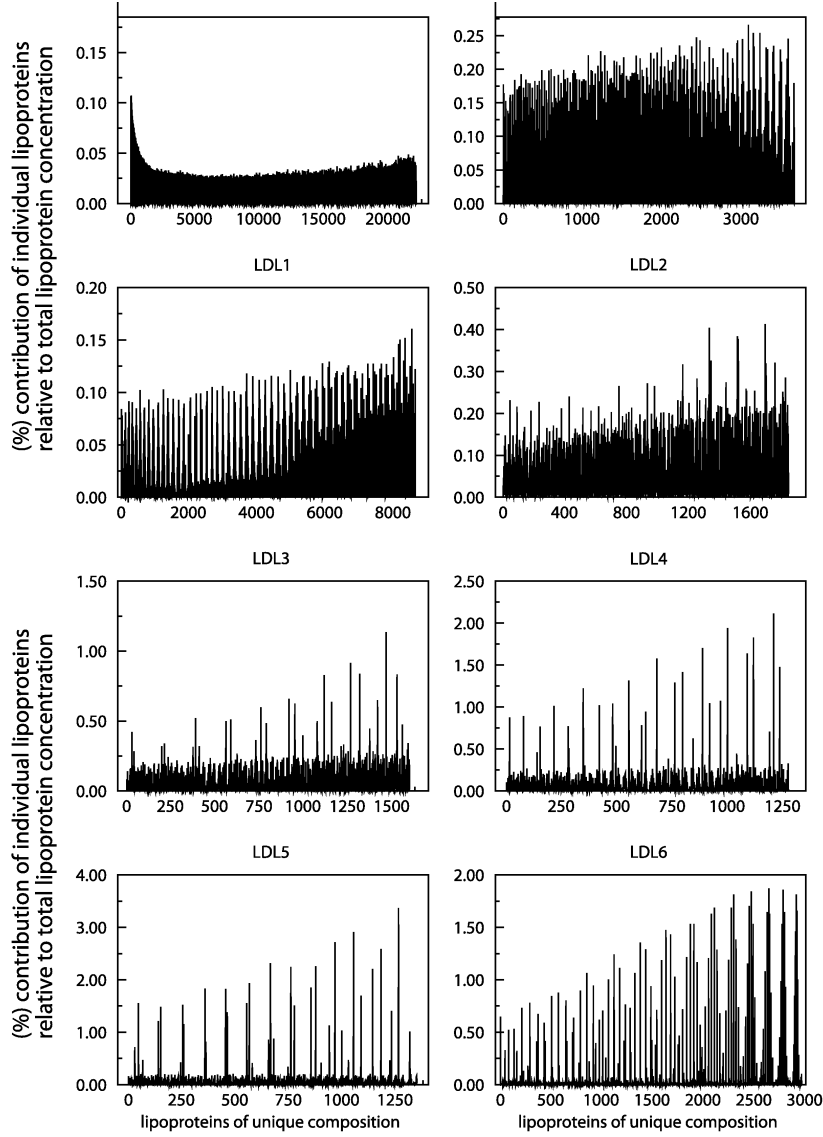 (%) contribution of individual lipoproteins
relative to total lipoprotein concentration
0.15
0.10
0.05
0.00
0 5000 10000 15000 20000
0.25
0.20
0.15
0.10
0.05
0.00
0 1000 2000 3000
LDL1
0.20
0.15
0.10
0.05
0.00
0 2000 4000 6000 8000
LDL2
0.50
0.40
0.30
0.20
0.10
0.00
0 400 800 1200 1600
(%) contribution of individual lipoproteins
relative to total lipoprotein concentration
LDL3
1.50
1.00
0.50
0.00
0 250 500 750 1000 1250 1500
LDL4
2.50
2.00
1.50
1.00
0.50
0.00
0 250 500 750 1000 1250
LDL5
4.00
3.00
2.00
1.00
0.00
0 250 500 750 1000 1250
lipoproteins of unique composition
LDL6
2.00
1.50
1.00
0.50
0.00
0 500 1000 1500 2000 2500 3000
lipoproteins of unique composition